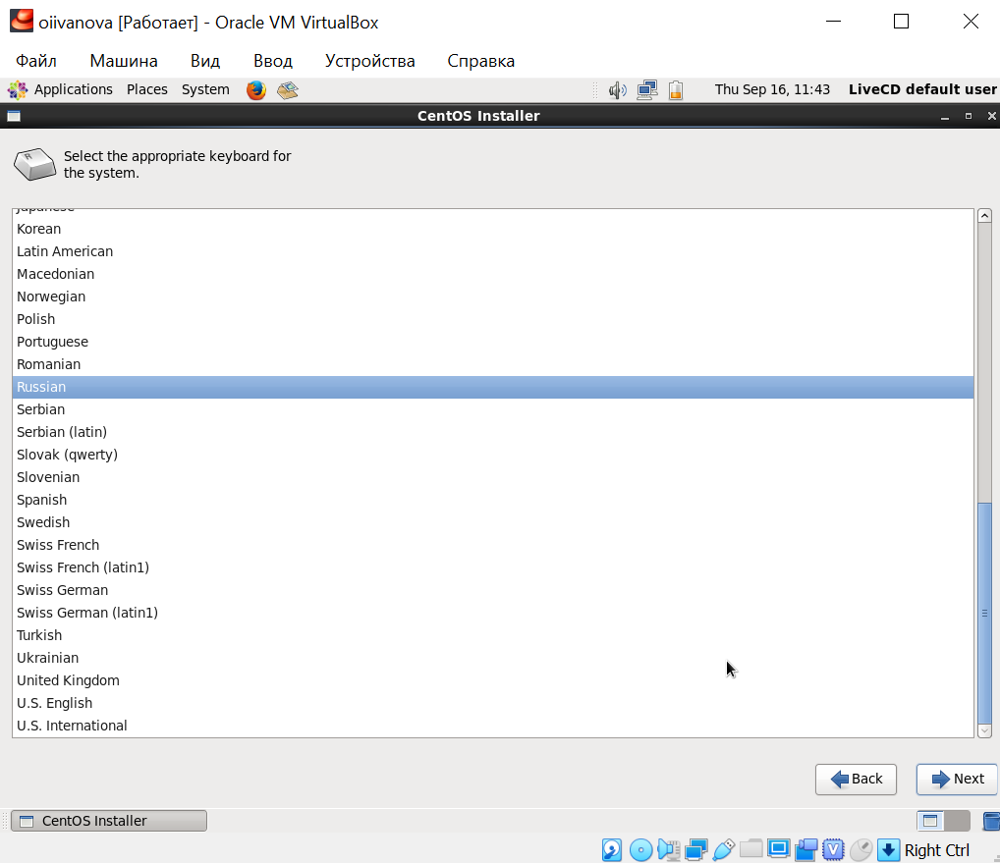 oiivanova [Работает] - Oracle VM VirtualBox
Файл Машина Вид Ввод Устройства Справка
Applications Places System Thu Sep 16, 11:43 LiveCD default user
CentOS Installer
Select the appropriate keyboard for
the system.
Japanese
Korean
Latin American
Macedonian
Norwegian
Polish
Portuguese
Romanian
Russian
Serbian
Serbian (latin)
Slovak (qwerty)
Slovenian
Spanish
Swedish
Swiss French
Swiss French (latin1)
Swiss German
Swiss German (latin1)
Turkish
Ukrainian
United Kingdom
U.S. English
U.S. International
Back Next
CentOS Installer
Right Ctrl